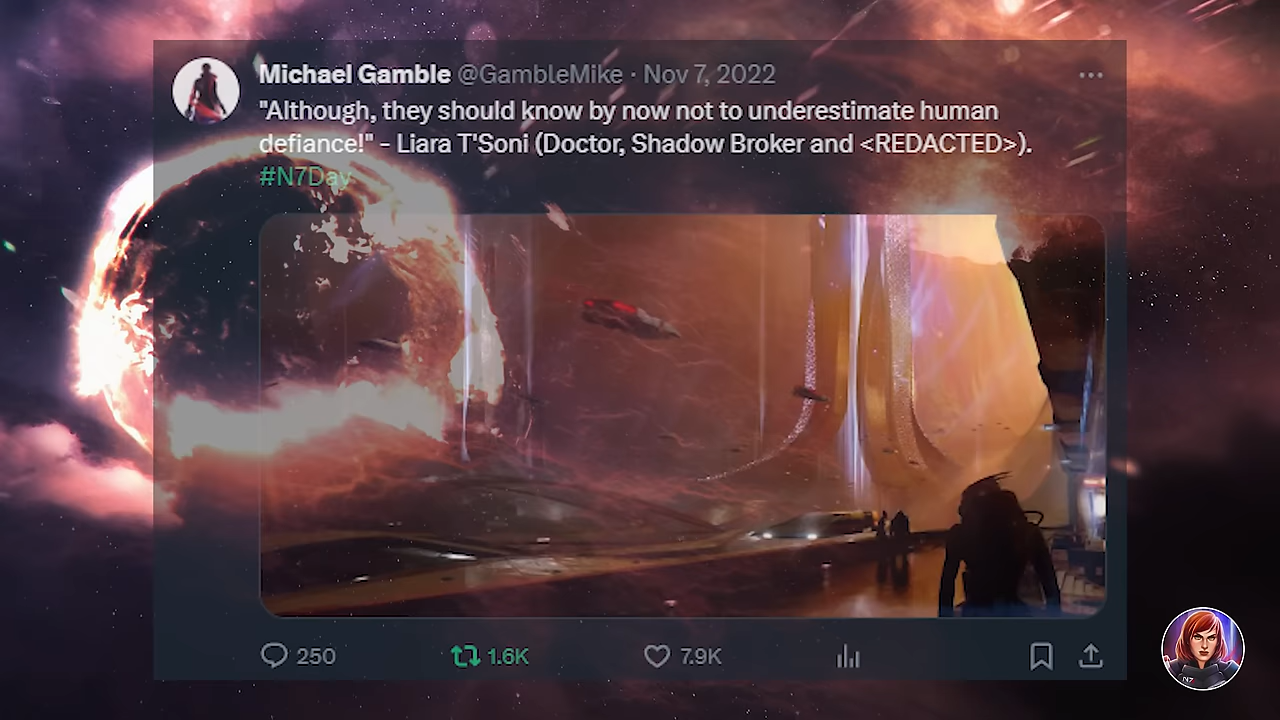 Michael Gamble @GambleMike · Nov 7, 2022
"Although, they should know by now not to underestimate human
defiance!" - Liara T'Soni (Doctor, Shadow Broker and <REDACTED>).
#N7Day
250 1.6K 7.9K
N7